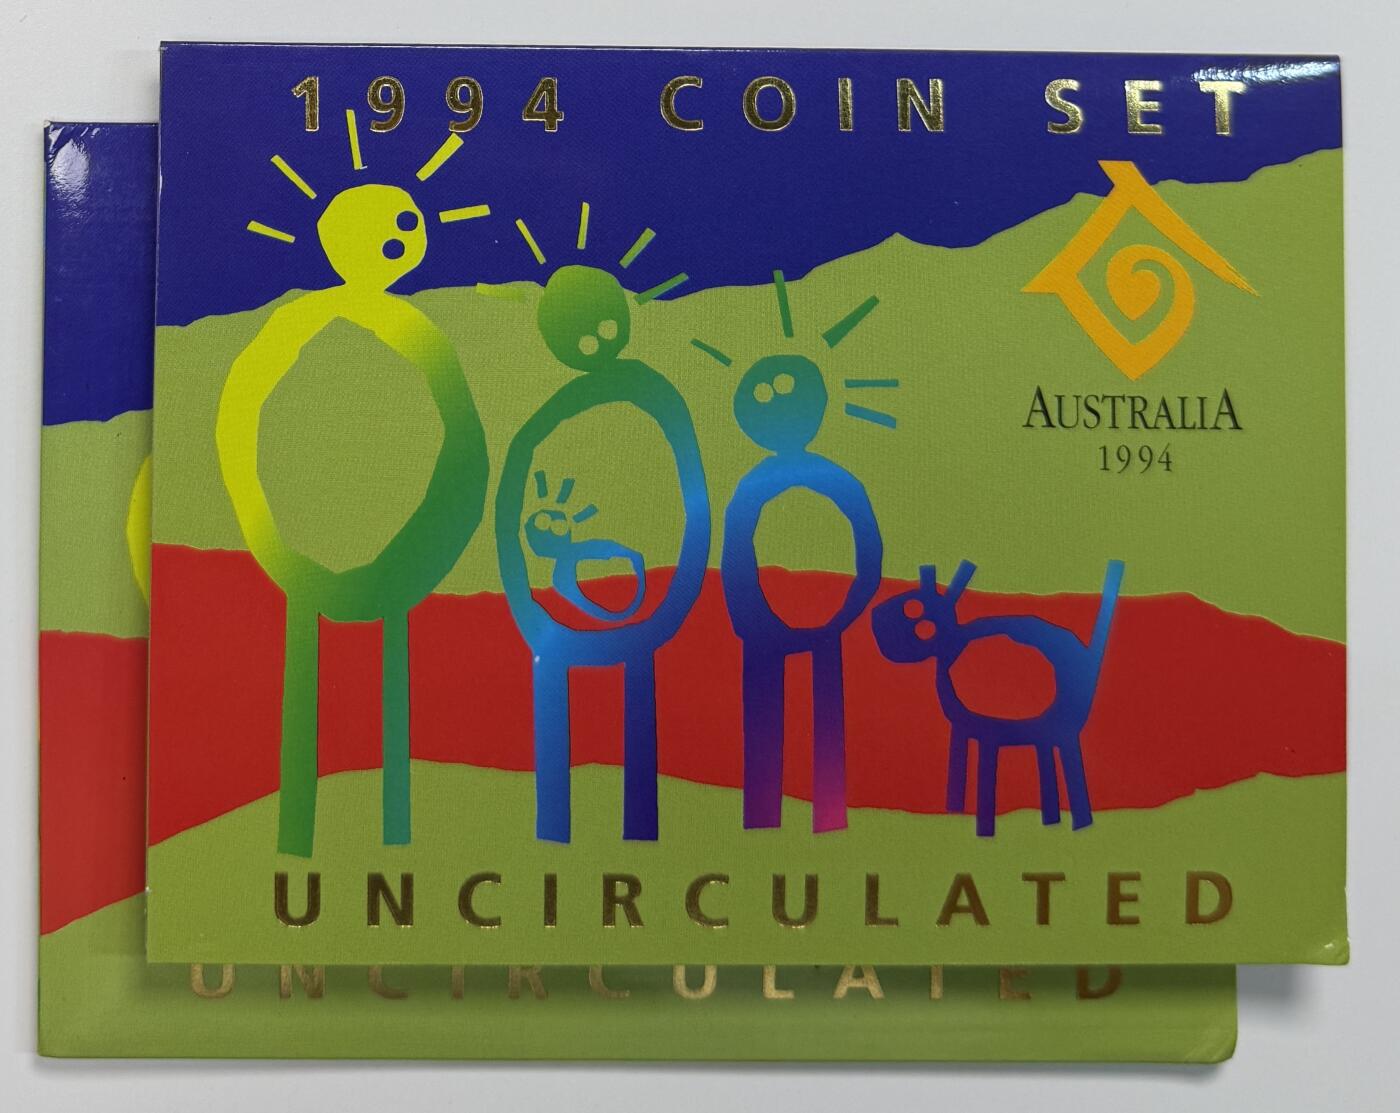 1994 COIN SET
AUSTRALIA
1994
UNCIRCULATED
UNCIRCULATED